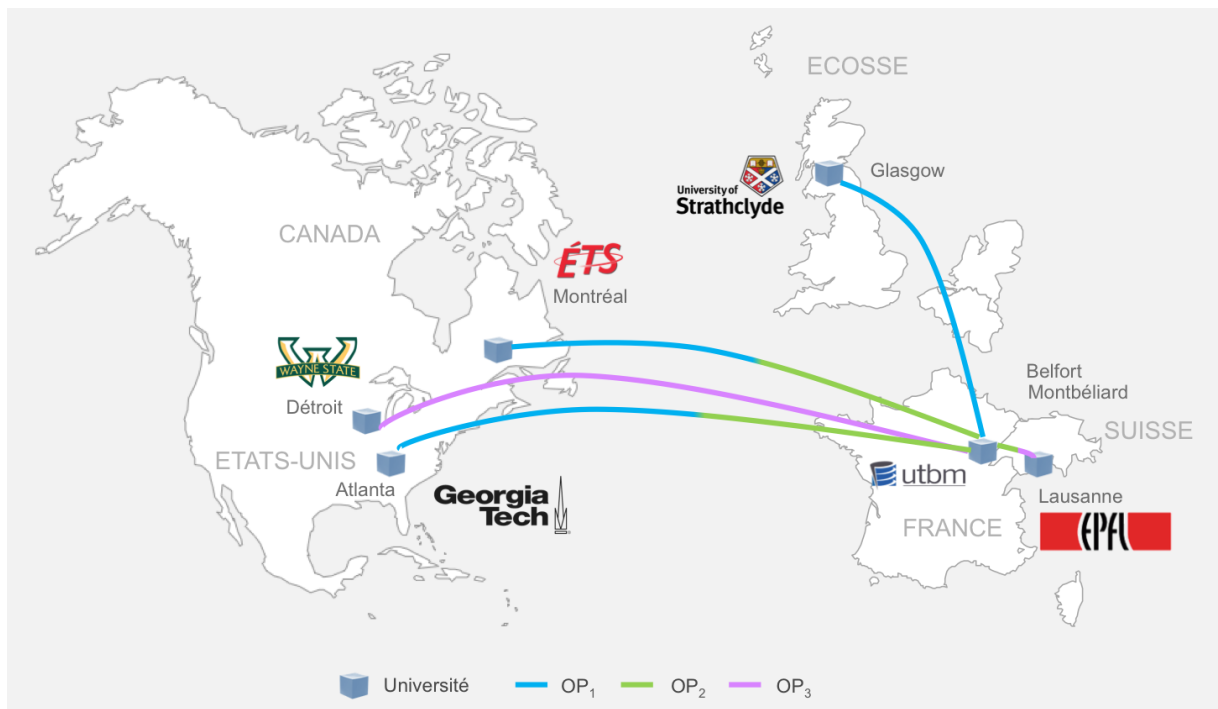 ECOSSE
Glasgow
University of
Strathclyde
CANADA
ÉTS
Montréal
WAYNE STATE
Détroit
Belfort
Montbéliard
SUISSE
ETATS-UNIS
Atlanta
Georgia
Tech
utbm
Lausanne
FRANCE
EPFL
Université
OP₁
OP₂
OP₃